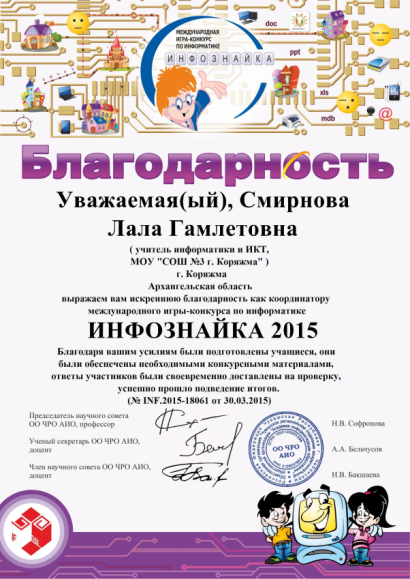 МЕЖДУНАРОДНАЯ
ИГРА-КОНКУРС
ПО ИНФОРМАТИКЕ
ИНФОЗНАЙКА
doc
ppt
xls
mdb
@
Благодарность
Уважаемая(ый), Смирнова
Лала Гамлетовна
( учитель информатики и ИКТ,
МОУ "СОШ №3 г. Коряжма" )
г. Коряжма
Архангельская область
выражаем вам искреннюю благодарность как координатору
международного игры-конкурса по информатике
ИНФОЗНАЙКА 2015
Благодаря вашим усилиям были подготовлены учащиеся, они
были обеспечены необходимыми конкурсными материалами,
ответы участников были своевременно доставлены на проверку,
успешно прошло подведение итогов.
(№ INF.2015-18061 от 30.03.2015)
Председатель научного совета
ОО ЧРО АИО, профессор
Н.В. Софронова
Ученый секретарь ОО ЧРО АИО,
доцент
А.А. Бельчусов
Член научного совета ОО ЧРО АИО,
доцент
Н.В. Бакшаева
ОО ЧРО
АИО